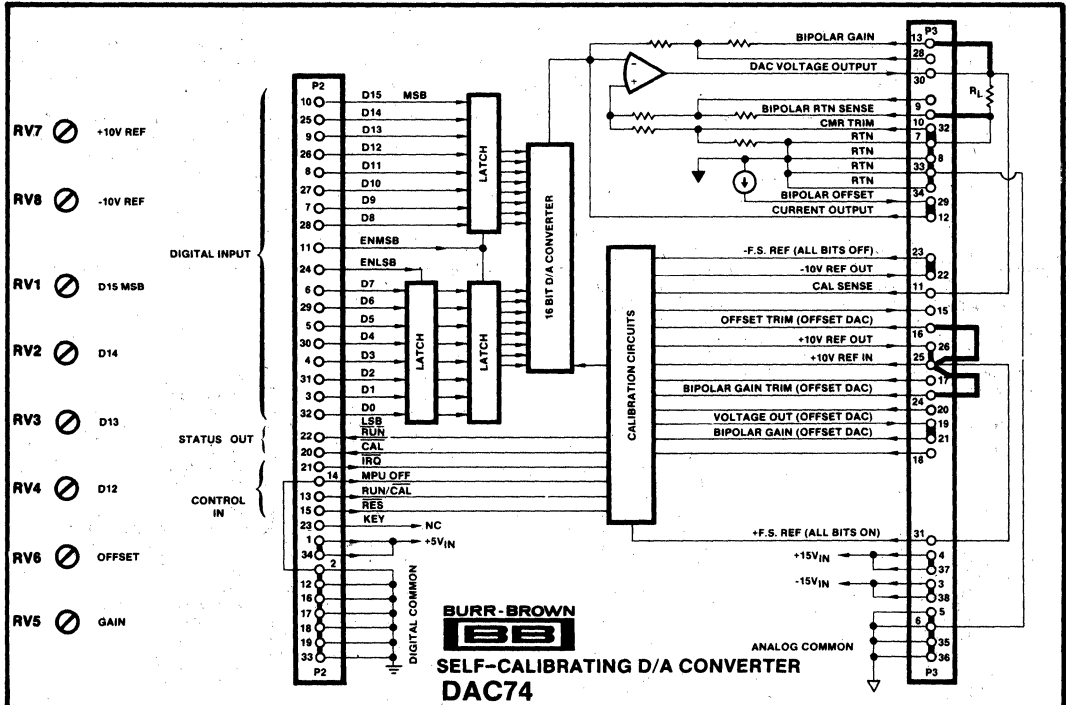 RV7 +10V REF
RV8 -10V REF
RV1 D15 MSB
RV2 D14
RV3 D13
RV4 D12
RV6 OFFSET
RV5 GAIN
DIGITAL INPUT
STATUS OUT
CONTROL
IN
P2
10 D15 MSB
25 D14
9 D13
26 D12
8 D11
27 D10
7 D9
28 D8
11 ENMSB
24 ENLSB
6 D7
29 D6
5 D5
30 D4
4 D3
31 D2
3 D1
32 D0
LSB
22 RUN
20 CAL
21 IRQ
14 MPU OFF
13 RUN/CAL
15 RES
23 KEY NC
1 +5VIN
34
2
12
16
17
18
19
33
P2
DIGITAL COMMON
LATCH
LATCH
LATCH
16 BIT D/A CONVERTER
CALIBRATION CIRCUITS
-
+
P3
BIPOLAR GAIN 13
28
DAC VOLTAGE OUTPUT 30
RL
BIPOLAR RTN SENSE 9
CMR TRIM 10
32
RTN 7
RTN 8
RTN 33
RTN
BIPOLAR OFFSET 34
29
CURRENT OUTPUT 12
-F.S. REF (ALL BITS OFF) 23
-10V REF OUT 22
CAL SENSE 11
15
OFFSET TRIM (OFFSET DAC) 16
+10V REF OUT 26
+10V REF IN 25
17
BIPOLAR GAIN TRIM (OFFSET DAC) 24
20
VOLTAGE OUT (OFFSET DAC) 19
BIPOLAR GAIN (OFFSET DAC) 21
18
+F.S. REF (ALL BITS ON) 31
+15VIN 4
37
-15VIN 3
38
5
6
35
ANALOG COMMON 36
P3
BURR-BROWN
BB
SELF-CALIBRATING D/A CONVERTER
DAC74